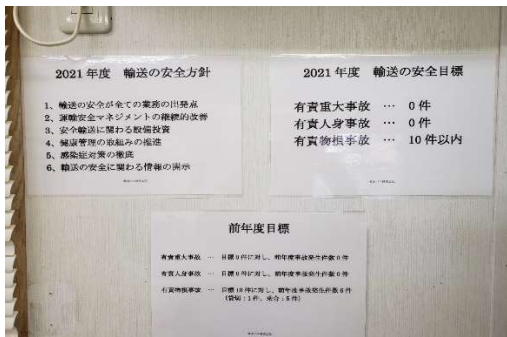 2021年度 輸送の安全方針
1、輸送の安全が全ての業務の出発点
2、運輸安全マネジメントの継続的改善
3、安全輸送に関わる設備投資
4、健康管理の取組みの推進
5、感染症対策の徹底
6、輸送の安全に関わる情報の開示
2021年度 輸送の安全目標
有責重大事故 … 0件
有責人身事故 … 0件
有責物損事故 … 10件以内
前年度目標
有責重大事故 … 目標0件に対し、前年度事故発生件数0件
有責人身事故 … 目標0件に対し、前年度事故発生件数0件
有責物損事故 … 目標10件に対し、前年度事故発生件数6件
(貸切：1件、乗合：5件)